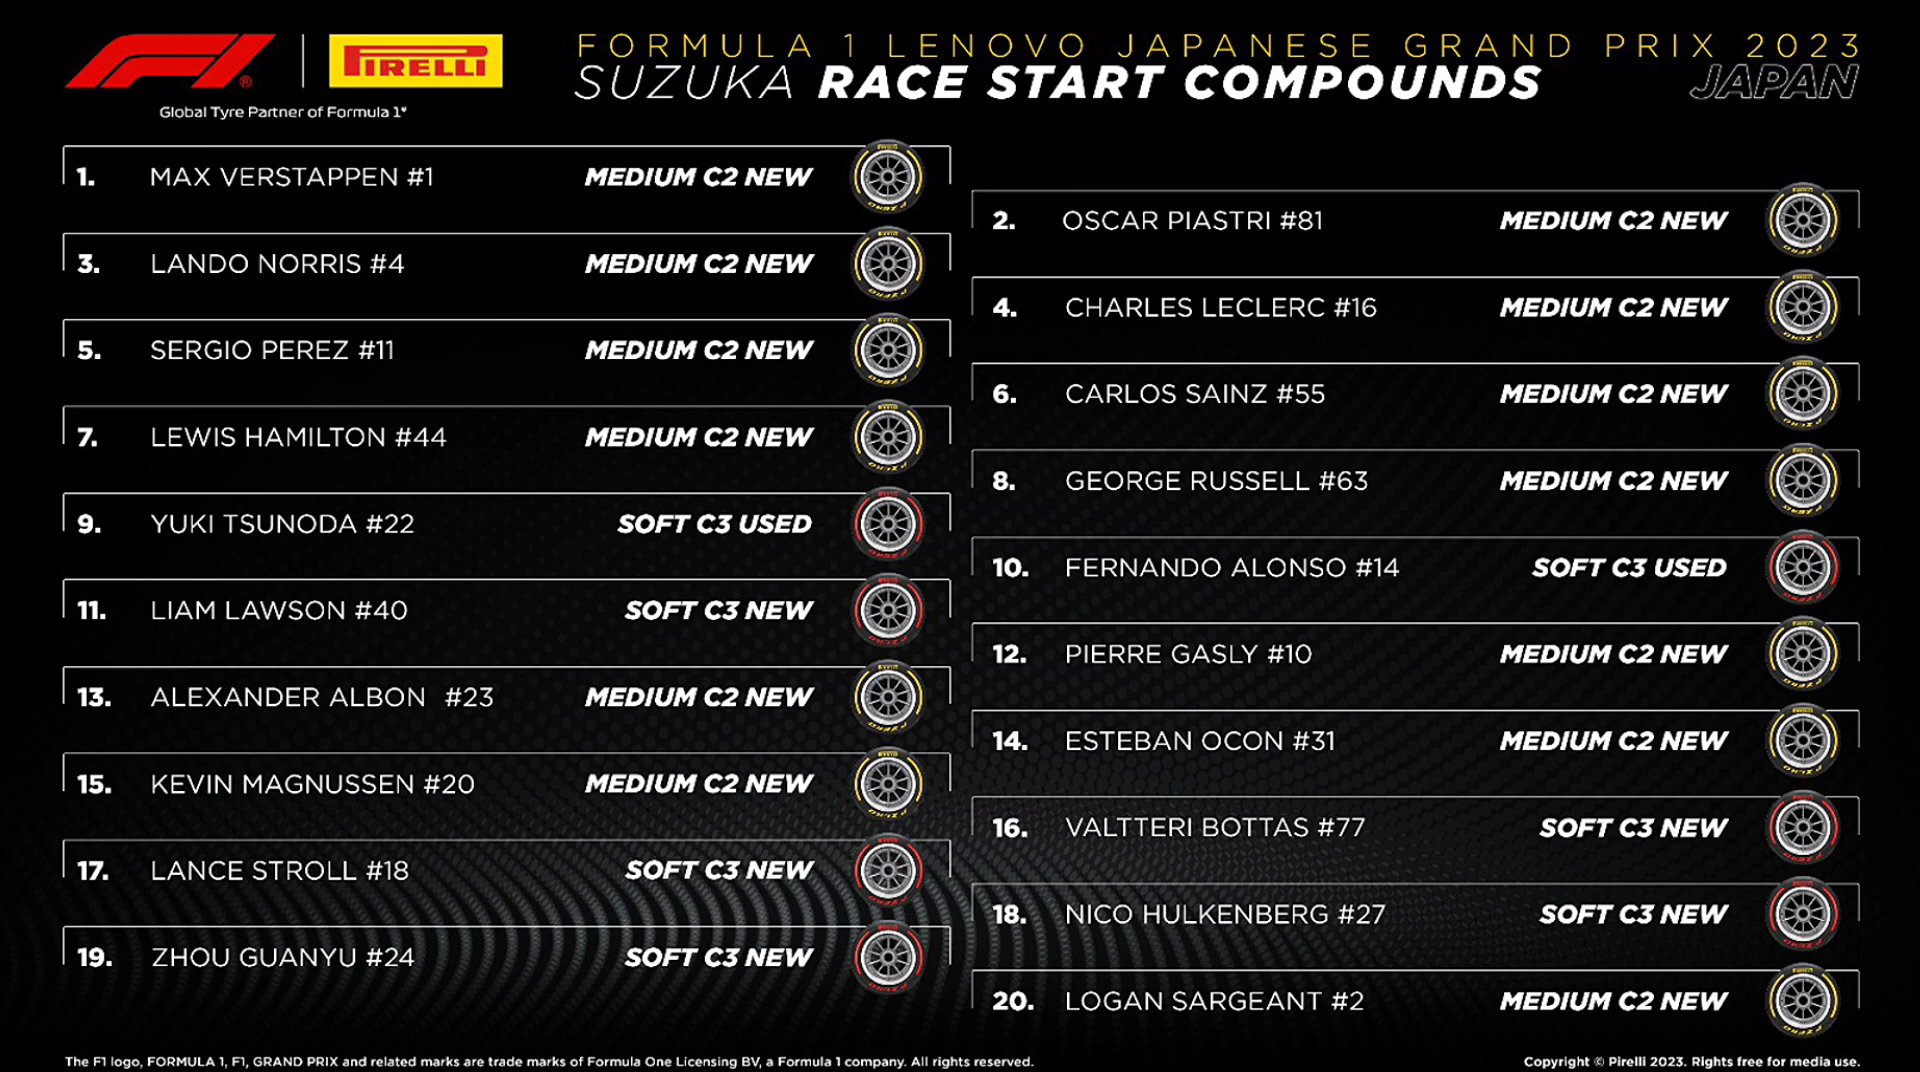 F1®
PIRELLI
Global Tyre Partner of Formula 1®
FORMULA 1 LENOVO JAPANESE GRAND PRIX 2023
SUZUKA RACE START COMPOUNDS
JAPAN
1. MAX VERSTAPPEN #1 MEDIUM C2 NEW
2. OSCAR PIASTRI #81 MEDIUM C2 NEW
3. LANDO NORRIS #4 MEDIUM C2 NEW
4. CHARLES LECLERC #16 MEDIUM C2 NEW
5. SERGIO PEREZ #11 MEDIUM C2 NEW
6. CARLOS SAINZ #55 MEDIUM C2 NEW
7. LEWIS HAMILTON #44 MEDIUM C2 NEW
8. GEORGE RUSSELL #63 MEDIUM C2 NEW
9. YUKI TSUNODA #22 SOFT C3 USED
10. FERNANDO ALONSO #14 SOFT C3 USED
11. LIAM LAWSON #40 SOFT C3 NEW
12. PIERRE GASLY #10 MEDIUM C2 NEW
13. ALEXANDER ALBON #23 MEDIUM C2 NEW
14. ESTEBAN OCON #31 MEDIUM C2 NEW
15. KEVIN MAGNUSSEN #20 MEDIUM C2 NEW
16. VALTTERI BOTTAS #77 SOFT C3 NEW
17. LANCE STROLL #18 SOFT C3 NEW
18. NICO HULKENBERG #27 SOFT C3 NEW
19. ZHOU GUANYU #24 SOFT C3 NEW
20. LOGAN SARGEANT #2 MEDIUM C2 NEW
The F1 logo, FORMULA 1, F1, GRAND PRIX and related marks are trade marks of Formula One Licensing BV, a Formula 1 company. All rights reserved.
Copyright © Pirelli 2023. Rights free for media use.